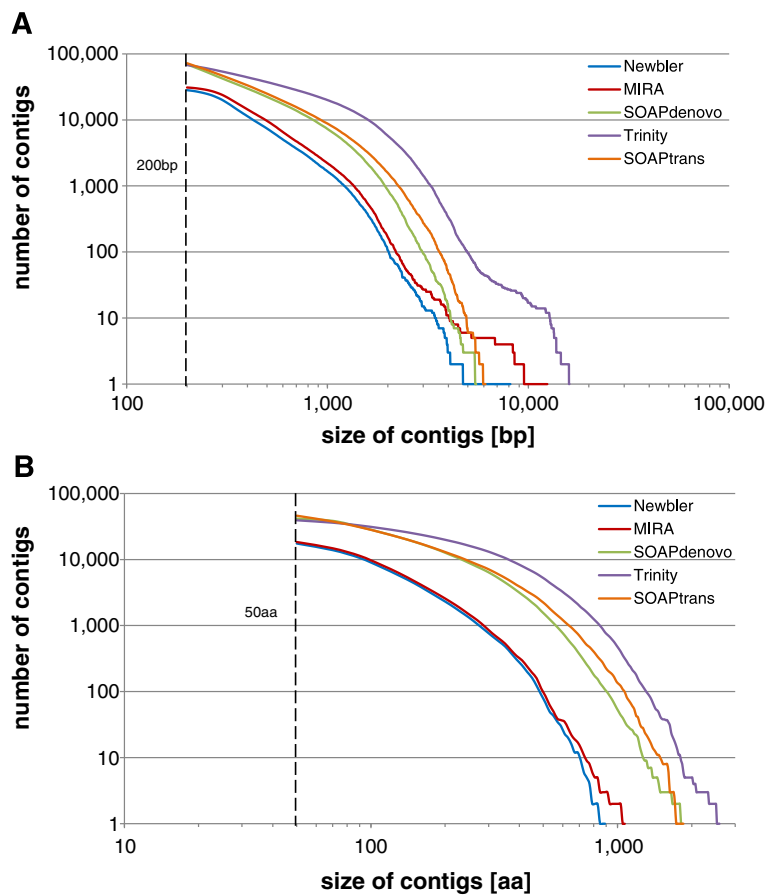 A
100,000
10,000
1,000
100
10
1
number of contigs
200bp
Newbler
MIRA
SOAPdenovo
Trinity
SOAPtrans
100
1,000
10,000
100,000
size of contigs [bp]
B
100,000
10,000
1,000
100
10
1
number of contigs
50aa
Newbler
MIRA
SOAPdenovo
Trinity
SOAPtrans
10
100
1,000
size of contigs [aa]